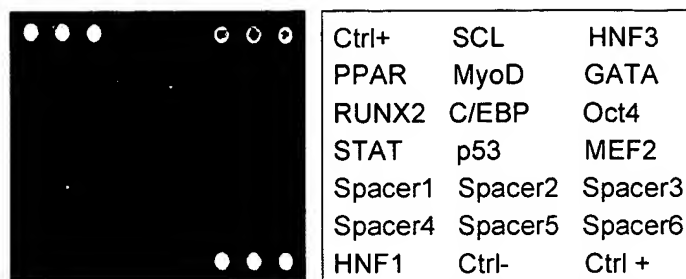 Ctrl+ SCL HNF3
PPAR MyoD GATA
RUNX2 C/EBP Oct4
STAT p53 MEF2
Spacer1 Spacer2 Spacer3
Spacer4 Spacer5 Spacer6
HNF1 Ctrl- Ctrl +